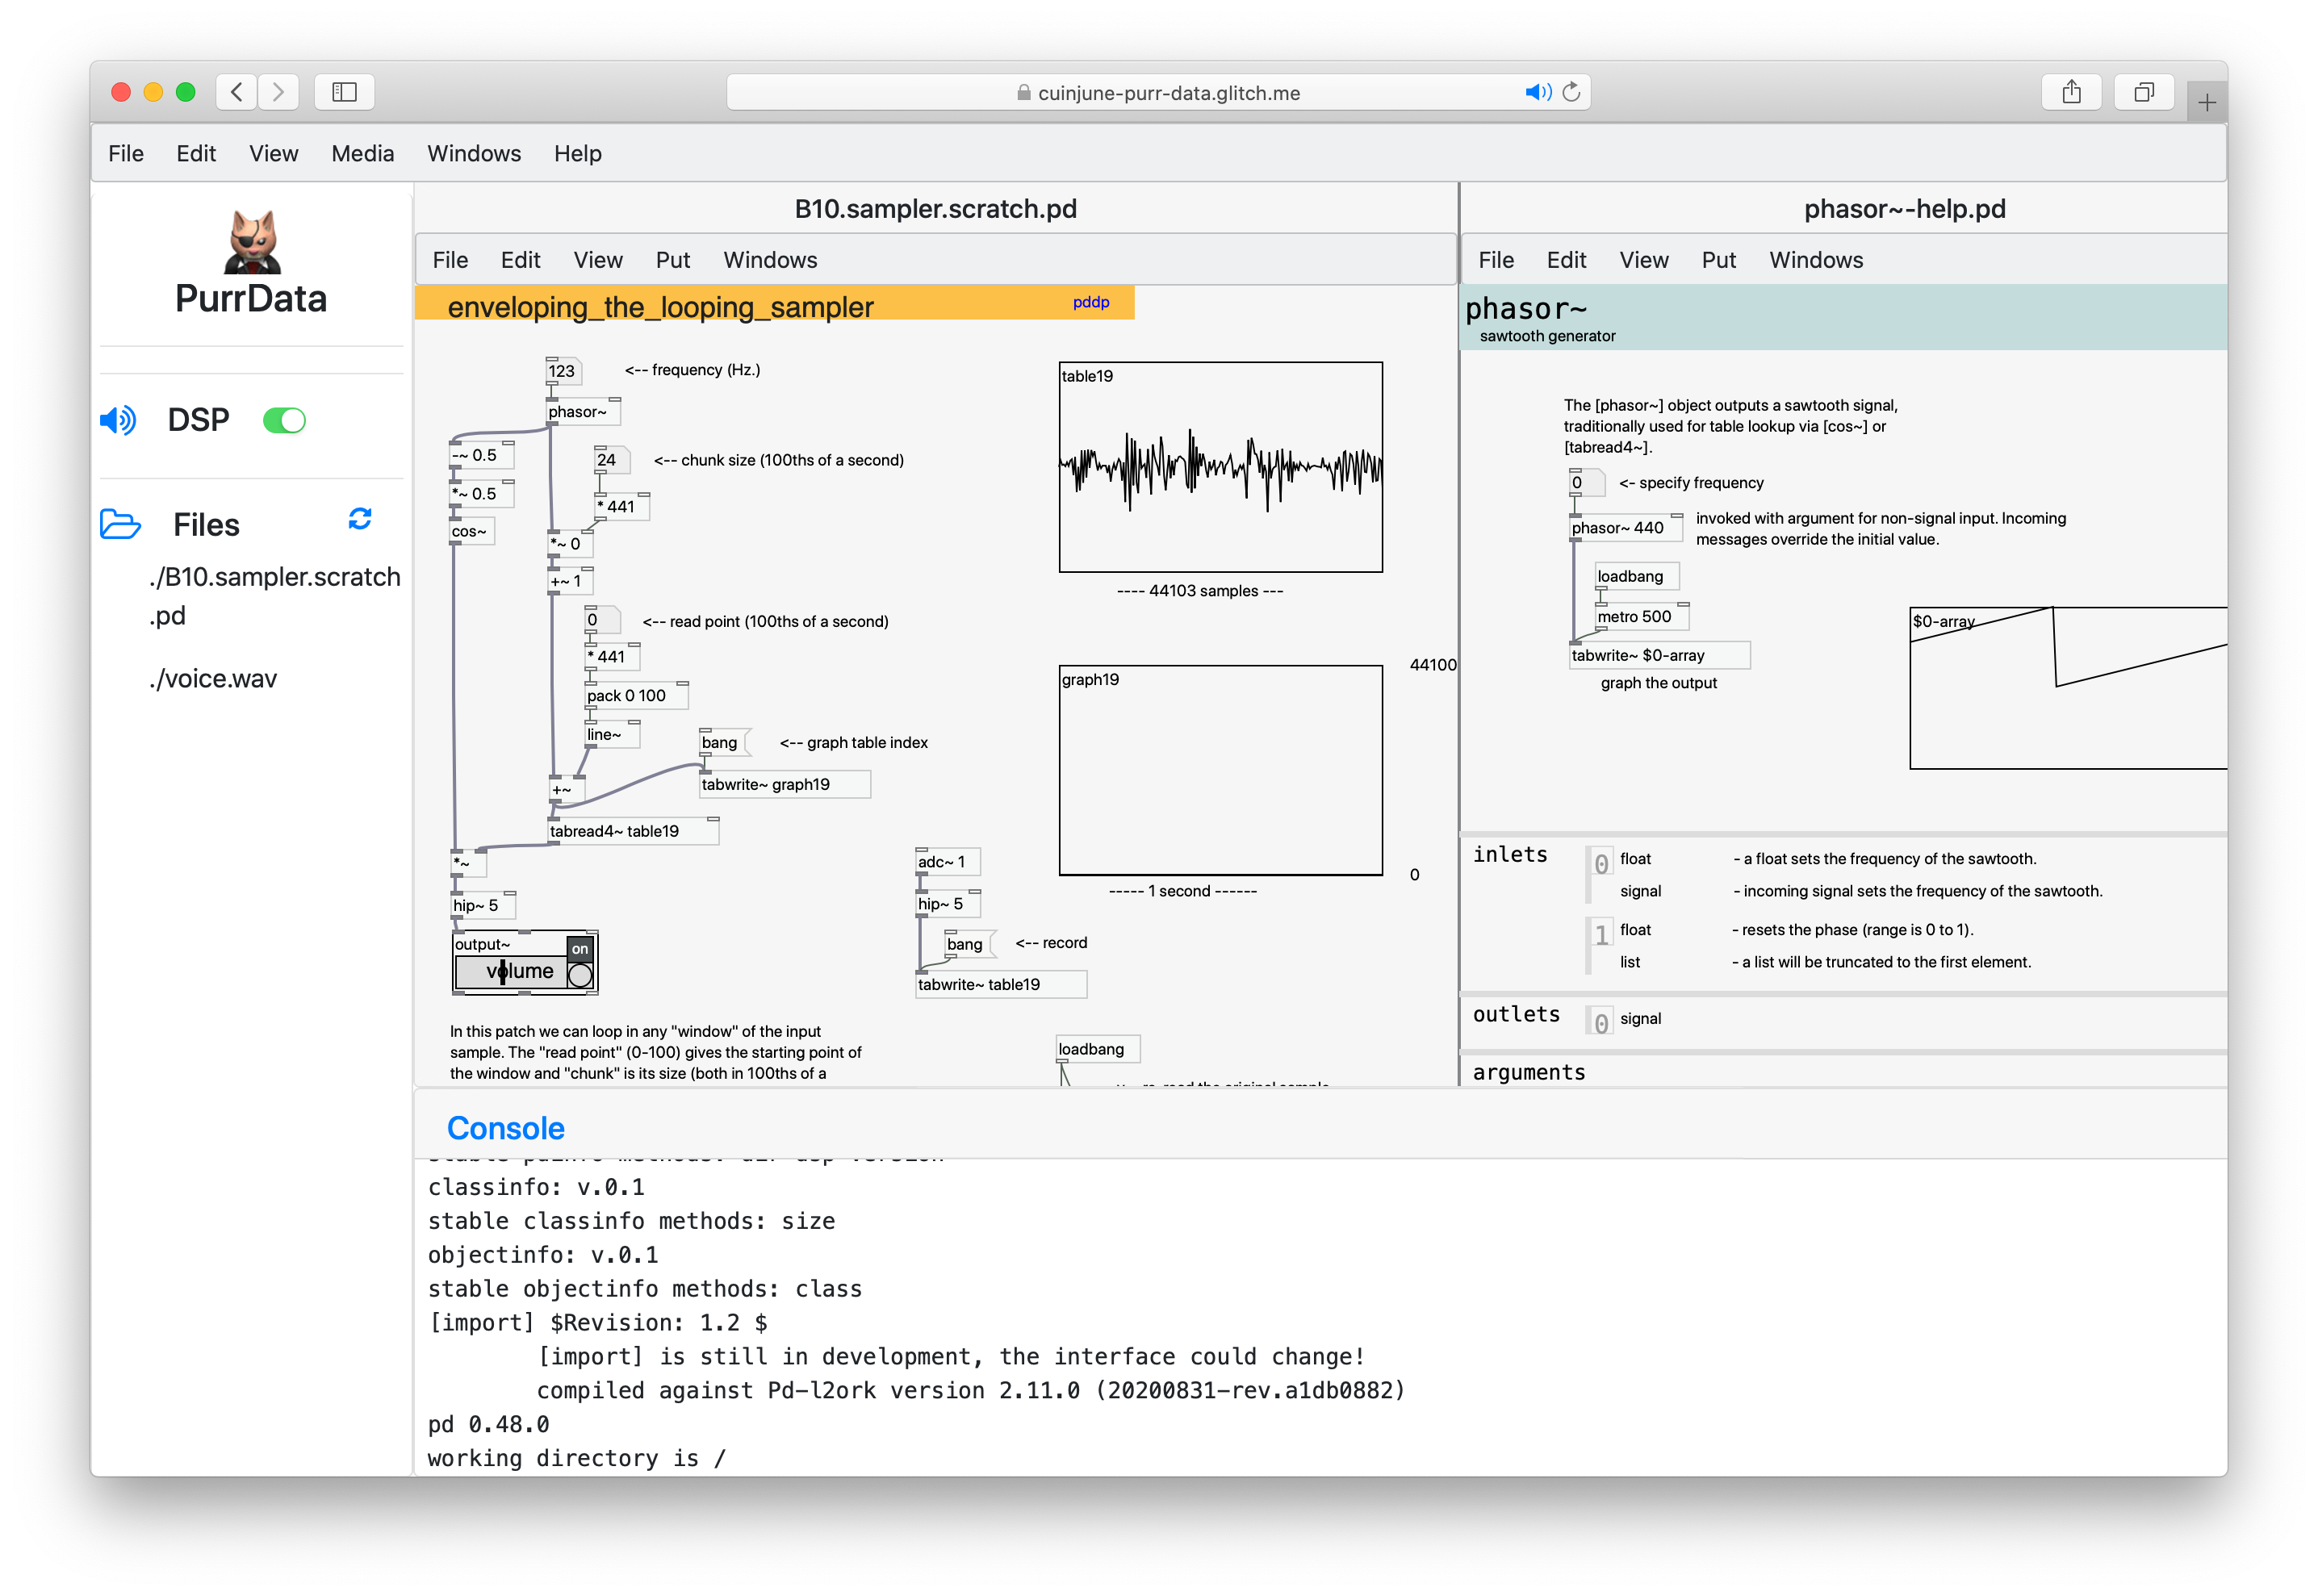 cuinjune-purr-data.glitch.me
File Edit View Media Windows Help
PurrData
DSP
Files
./B10.sampler.scratch
.pd
./voice.wav
B10.sampler.scratch.pd
File Edit View Put Windows
enveloping_the_looping_sampler
pddp
123
<-- frequency (Hz.)
phasor~
-~ 0.5
24
<-- chunk size (100ths of a second)
*~ 0.5
* 441
cos~
*~ 0
+~ 1
0
<-- read point (100ths of a second)
* 441
pack 0 100
line~
bang
<-- graph table index
+~
tabwrite~ graph19
tabread4~ table19
*~
hip~ 5
output~
on
volume
table19
---- 44103 samples ---
44100
graph19
0
----- 1 second ------
adc~ 1
hip~ 5
bang
<-- record
tabwrite~ table19
In this patch we can loop in any "window" of the input
sample. The "read point" (0-100) gives the starting point of
the window and "chunk" is its size (both in 100ths of a
loadbang
<-- re-read the original sample
phasor~-help.pd
File Edit View Put Windows
phasor~
sawtooth generator
The [phasor~] object outputs a sawtooth signal,
traditionally used for table lookup via [cos~] or
[tabread4~].
0
<- specify frequency
phasor~ 440
invoked with argument for non-signal input. Incoming
messages override the initial value.
loadbang
metro 500
tabwrite~ $0-array
graph the output
$0-array
inlets
0
float
- a float sets the frequency of the sawtooth.
signal
- incoming signal sets the frequency of the sawtooth.
1
float
- resets the phase (range is 0 to 1).
list
- a list will be truncated to the first element.
outlets
0
signal
arguments
Console
stable pdinfo methods: dir dsp version
classinfo: v.0.1
stable classinfo methods: size
objectinfo: v.0.1
stable objectinfo methods: class
[import] $Revision: 1.2 $
[import] is still in development, the interface could change!
compiled against Pd-l2ork version 2.11.0 (20200831-rev.a1db0882)
pd 0.48.0
working directory is /